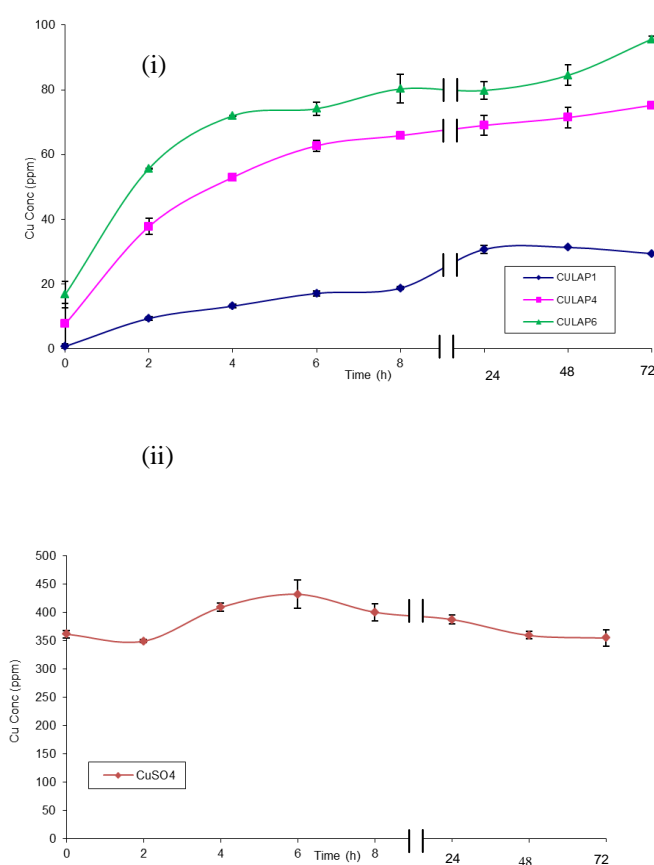 (i)
100
80
60
40
20
0
Cu Conc (ppm)
CULAP1
CULAP4
CULAP6
0 2 4 6 8 24 48 72
Time (h)
(ii)
500
450
400
350
300
250
200
150
100
50
0
Cu Conc (ppm)
CuSO4
0 2 4 6 8 24 48 72
Time (h)